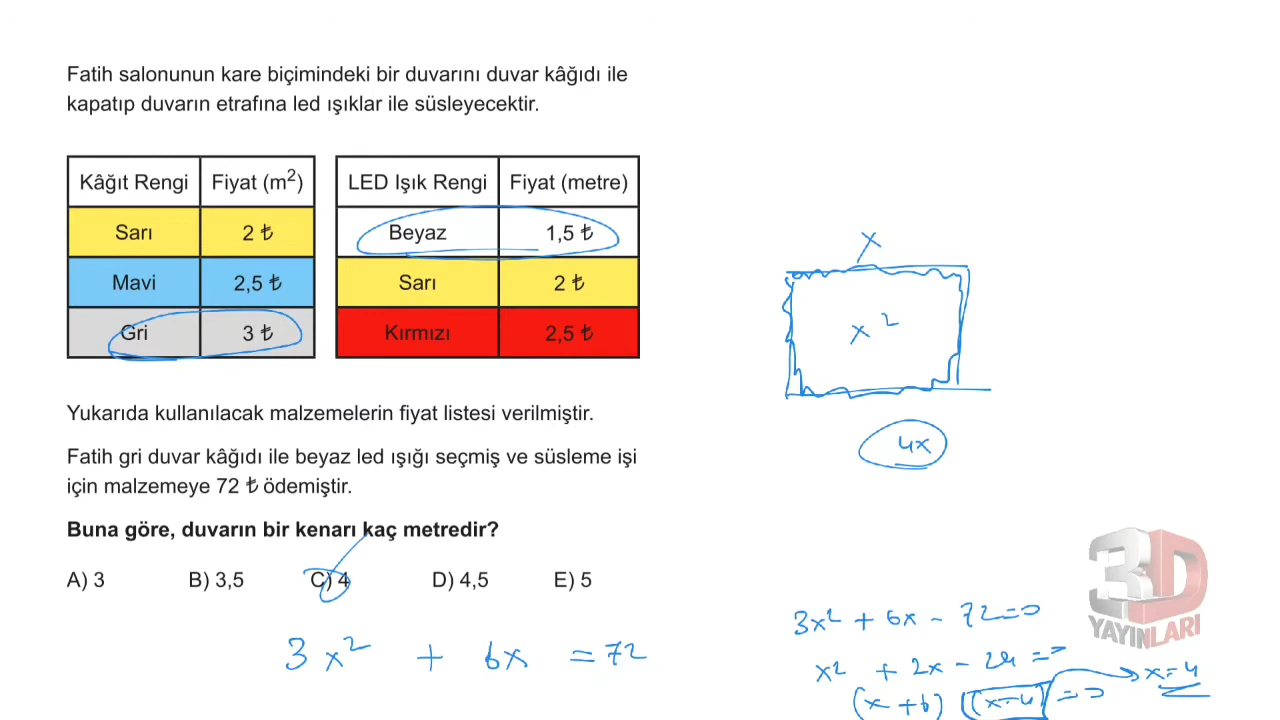 Fatih salonunun kare biçimindeki bir duvarını duvar kâğıdı ile
kapatıp duvarın etrafına led ışıklar ile süsleyecektir.
Kâğıt Rengi Fiyat (m²)
Sarı 2 ₺
Mavi 2,5 ₺
Gri 3 ₺
LED Işık Rengi Fiyat (metre)
Beyaz 1,5 ₺
Sarı 2 ₺
Kırmızı 2,5 ₺
Yukarıda kullanılacak malzemelerin fiyat listesi verilmiştir.
Fatih gri duvar kâğıdı ile beyaz led ışığı seçmiş ve süsleme işi
için malzemeye 72 ₺ ödemiştir.
Buna göre, duvarın bir kenarı kaç metredir?
A) 3 B) 3,5 C) 4 D) 4,5 E) 5
3x² + 6x = 72
x
x²
4x
3x² + 6x - 72 = 0
x² + 2x - 24 = 0
(x+6) (x-4) = 0
x=4
3D
YAYINLARI